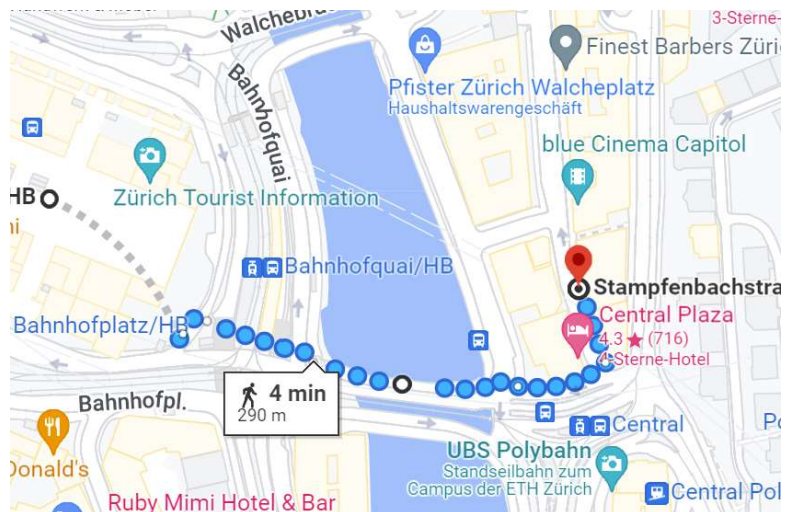 3-Sterne-
Walchebrü
Finest Barbers Züri
Bahnhofquai
Pfister Zürich Walcheplatz
Haushaltswarengeschäft
blue Cinema Capitol
HB
Zürich Tourist Information
Bahnhofquai/HB
Stampfenbachstra
Bahnhofplatz/HB
Central Plaza
4.3 ★ (716)
4-Sterne-Hotel
4 min
290 m
Bahnhofpl.
Central
UBS Polybahn
Standseilbahn zum
Campus der ETH Zürich
Donald's
Central Pol
Ruby Mimi Hotel & Bar